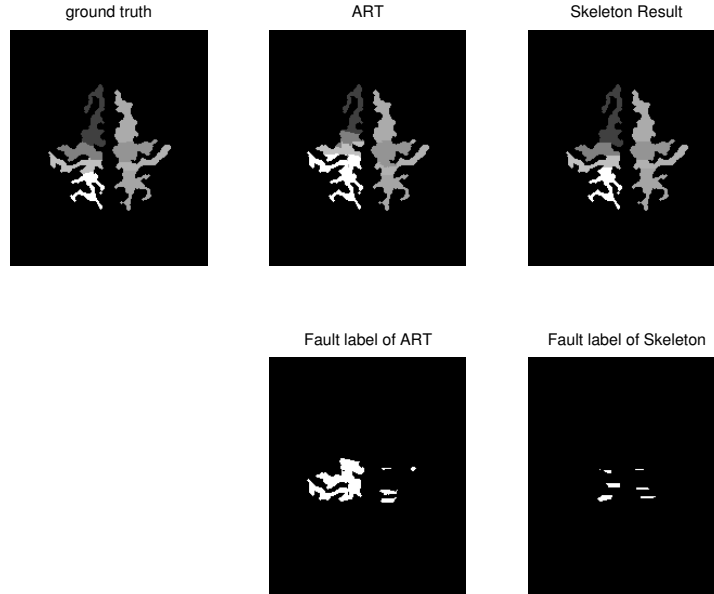 ground truth
ART
Skeleton Result
Fault label of ART
Fault label of Skeleton